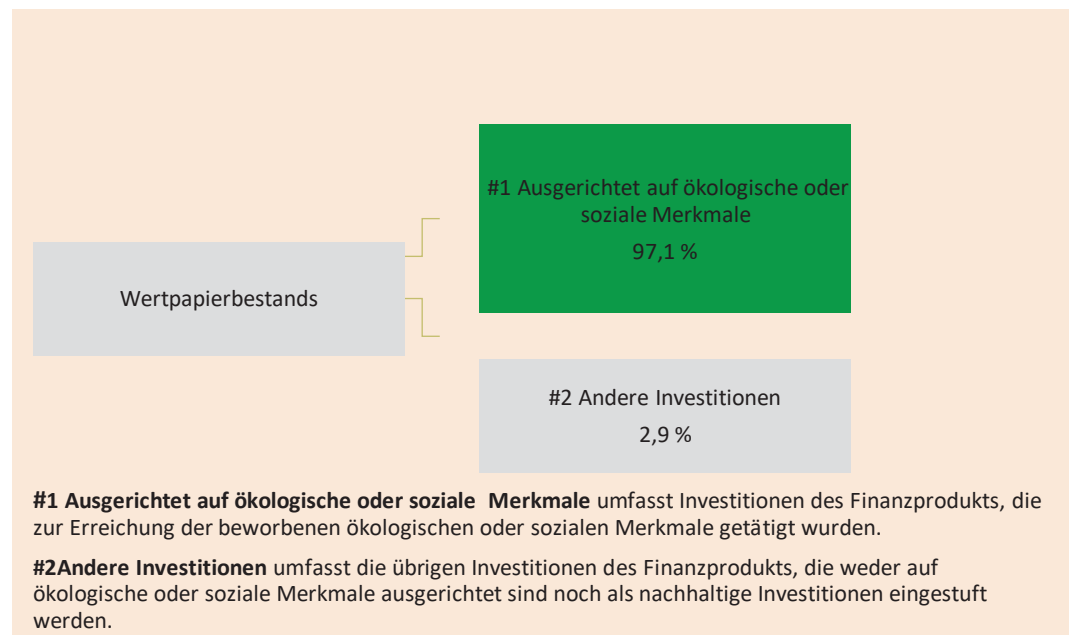 #1 Ausgerichtet auf ökologische oder
soziale Merkmale
97,1 %
Wertpapierbestands
#2 Andere Investitionen
2,9 %
#1 Ausgerichtet auf ökologische oder soziale Merkmale umfasst Investitionen des Finanzprodukts, die
zur Erreichung der beworbenen ökologischen oder sozialen Merkmale getätigt wurden.
#2Andere Investitionen umfasst die übrigen Investitionen des Finanzprodukts, die weder auf
ökologische oder soziale Merkmale ausgerichtet sind noch als nachhaltige Investitionen eingestuft
werden.